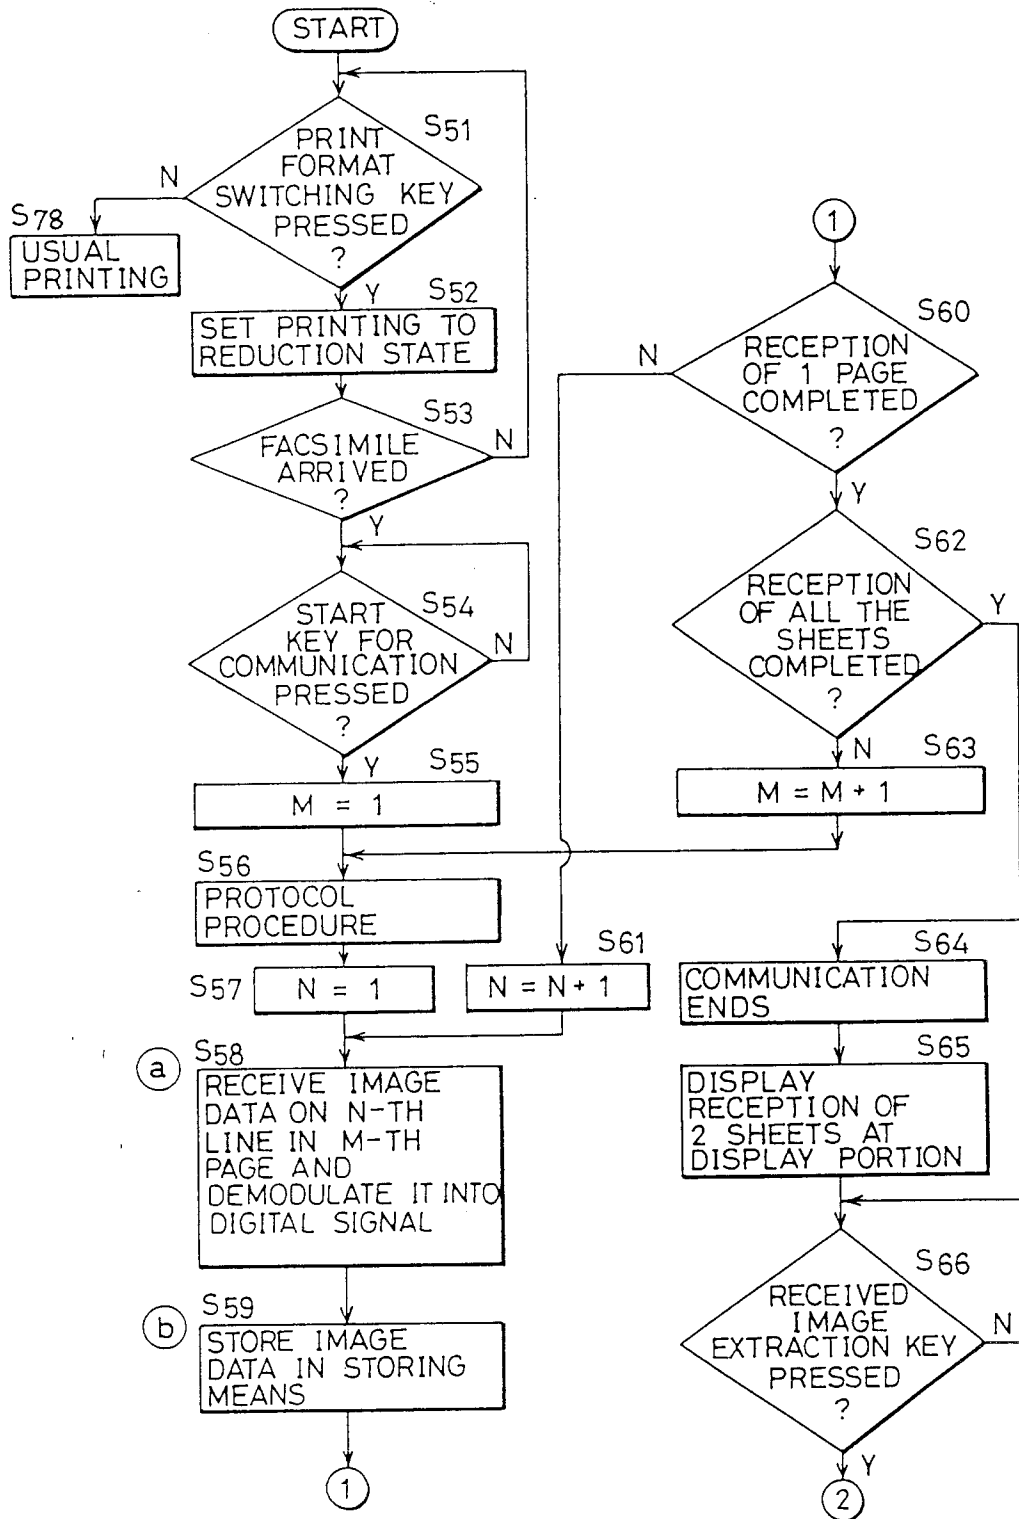 START
S51
PRINT
FORMAT
SWITCHING KEY
PRESSED
?
N
S78
USUAL
PRINTING
Y
S52
SET PRINTING TO
REDUCTION STATE
S53
FACSIMILE
ARRIVED
?
N
Y
S54
START
KEY FOR
COMMUNICATION
PRESSED
?
N
Y
S55
M = 1
S56
PROTOCOL
PROCEDURE
S57
N = 1
S61
N = N + 1
a
S58
RECEIVE IMAGE
DATA ON N-TH
LINE IN M-TH
PAGE AND
DEMODULATE IT INTO
DIGITAL SIGNAL
b
S59
STORE IMAGE
DATA IN STORING
MEANS
1
1
S60
RECEPTION
OF 1 PAGE
COMPLETED
?
N
Y
S62
RECEPTION
OF ALL THE
SHEETS
COMPLETED
?
Y
N
S63
M = M + 1
S64
COMMUNICATION
ENDS
S65
DISPLAY
RECEPTION OF
2 SHEETS AT
DISPLAY PORTION
S66
RECEIVED
IMAGE
EXTRACTION KEY
PRESSED
?
N
Y
2